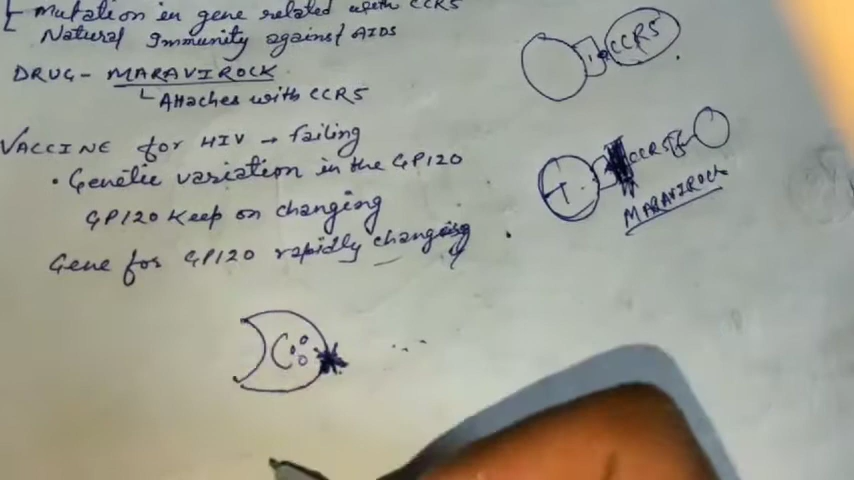 Mutation in gene related with CCR5
Natural Immunity against AIDS
DRUG- MARAVIROCK
Attaches with CCR5
VACCINE for HIV → failing
• Genetic variation in the GP120
GP120 Keep on changing
Gene for GP120 rapidly changing
CCR5
T
CCR5
MARAVIROCK